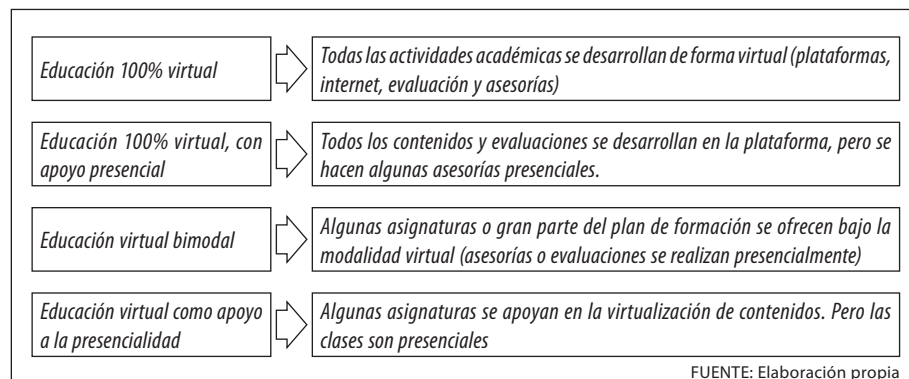 Educación 100% virtual
Todas las actividades académicas se desarrollan de forma virtual (plataformas,
internet, evaluación y asesorías)
Educación 100% virtual, con
apoyo presencial
Todos los contenidos y evaluaciones se desarrollan en la plataforma, pero se
hacen algunas asesorías presenciales.
Educación virtual bimodal
Algunas asignaturas o gran parte del plan de formación se ofrecen bajo la
modalidad virtual (asesorías o evaluaciones se realizan presencialmente)
Educación virtual como apoyo
a la presencialidad
Algunas asignaturas se apoyan en la virtualización de contenidos. Pero las
clases son presenciales
FUENTE: Elaboración propia